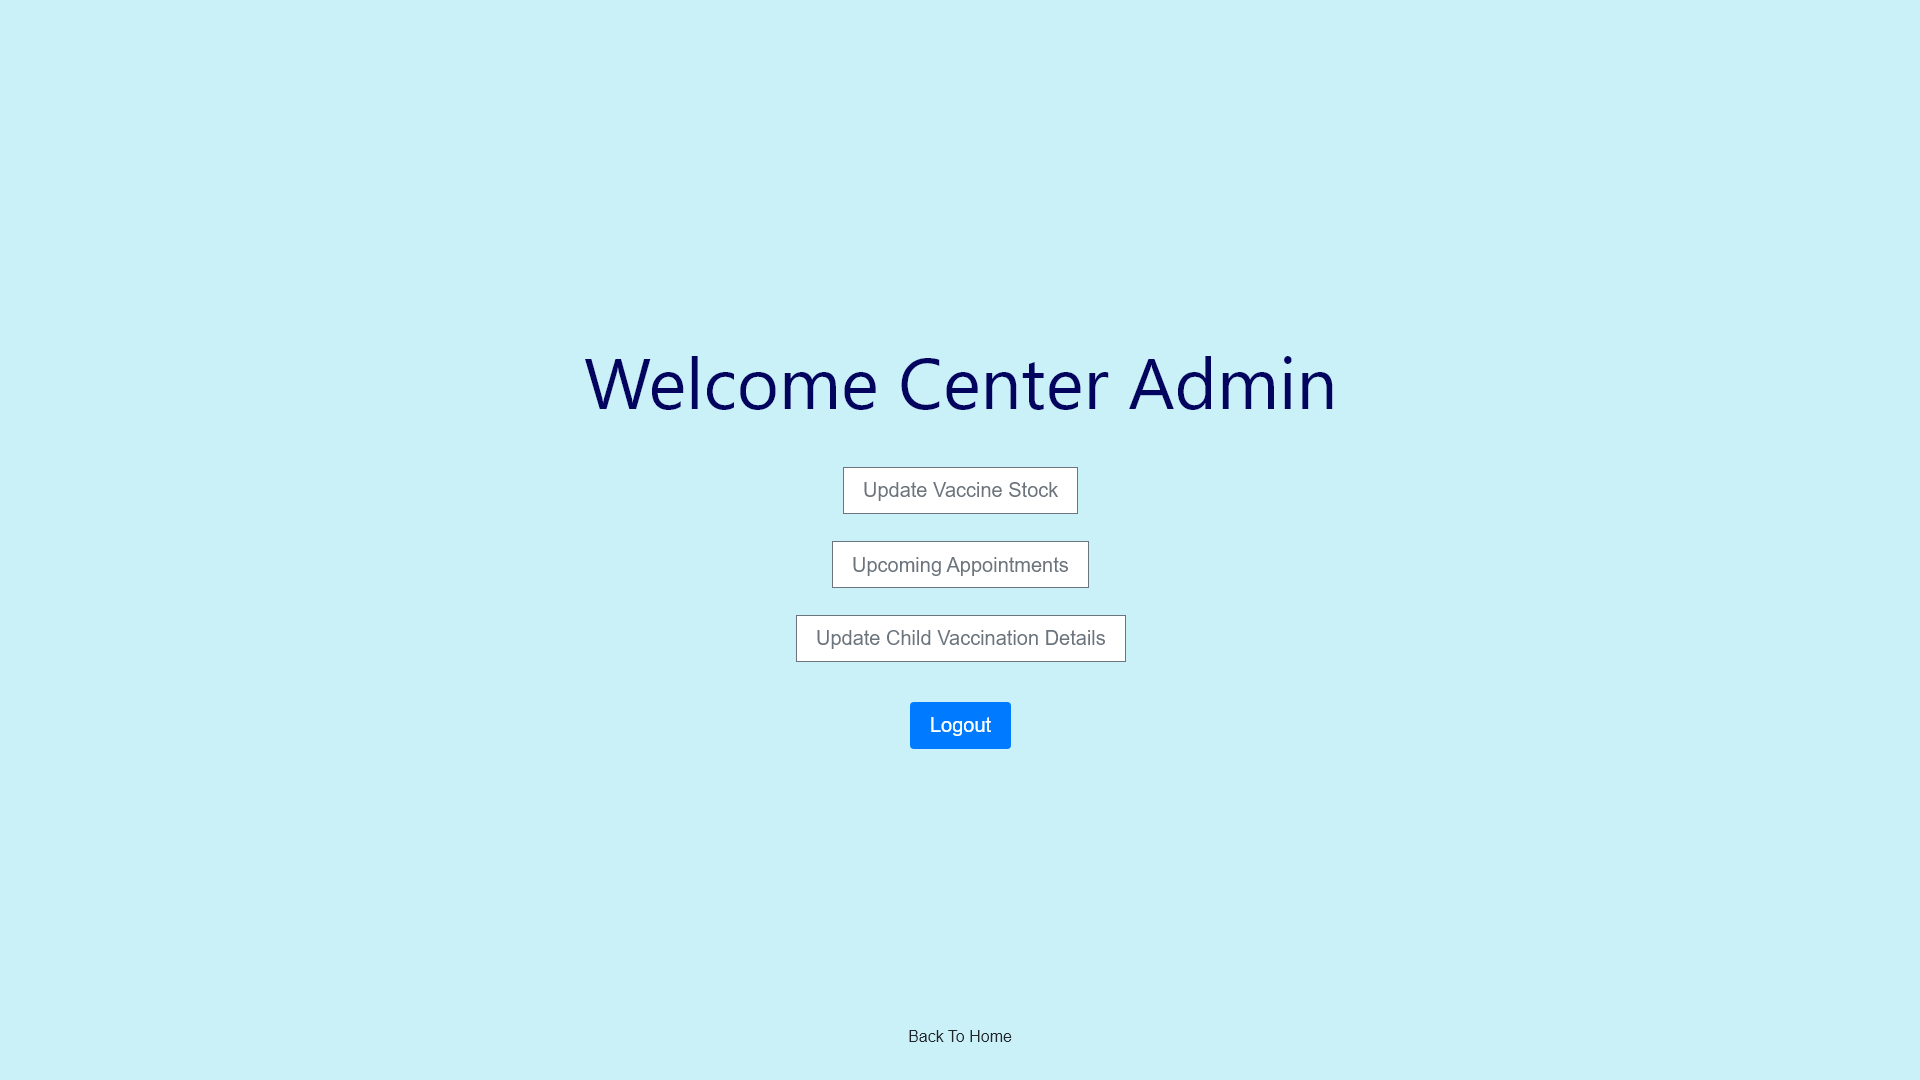 Welcome Center Admin
Update Vaccine Stock
Upcoming Appointments
Update Child Vaccination Details
Logout
Back To Home